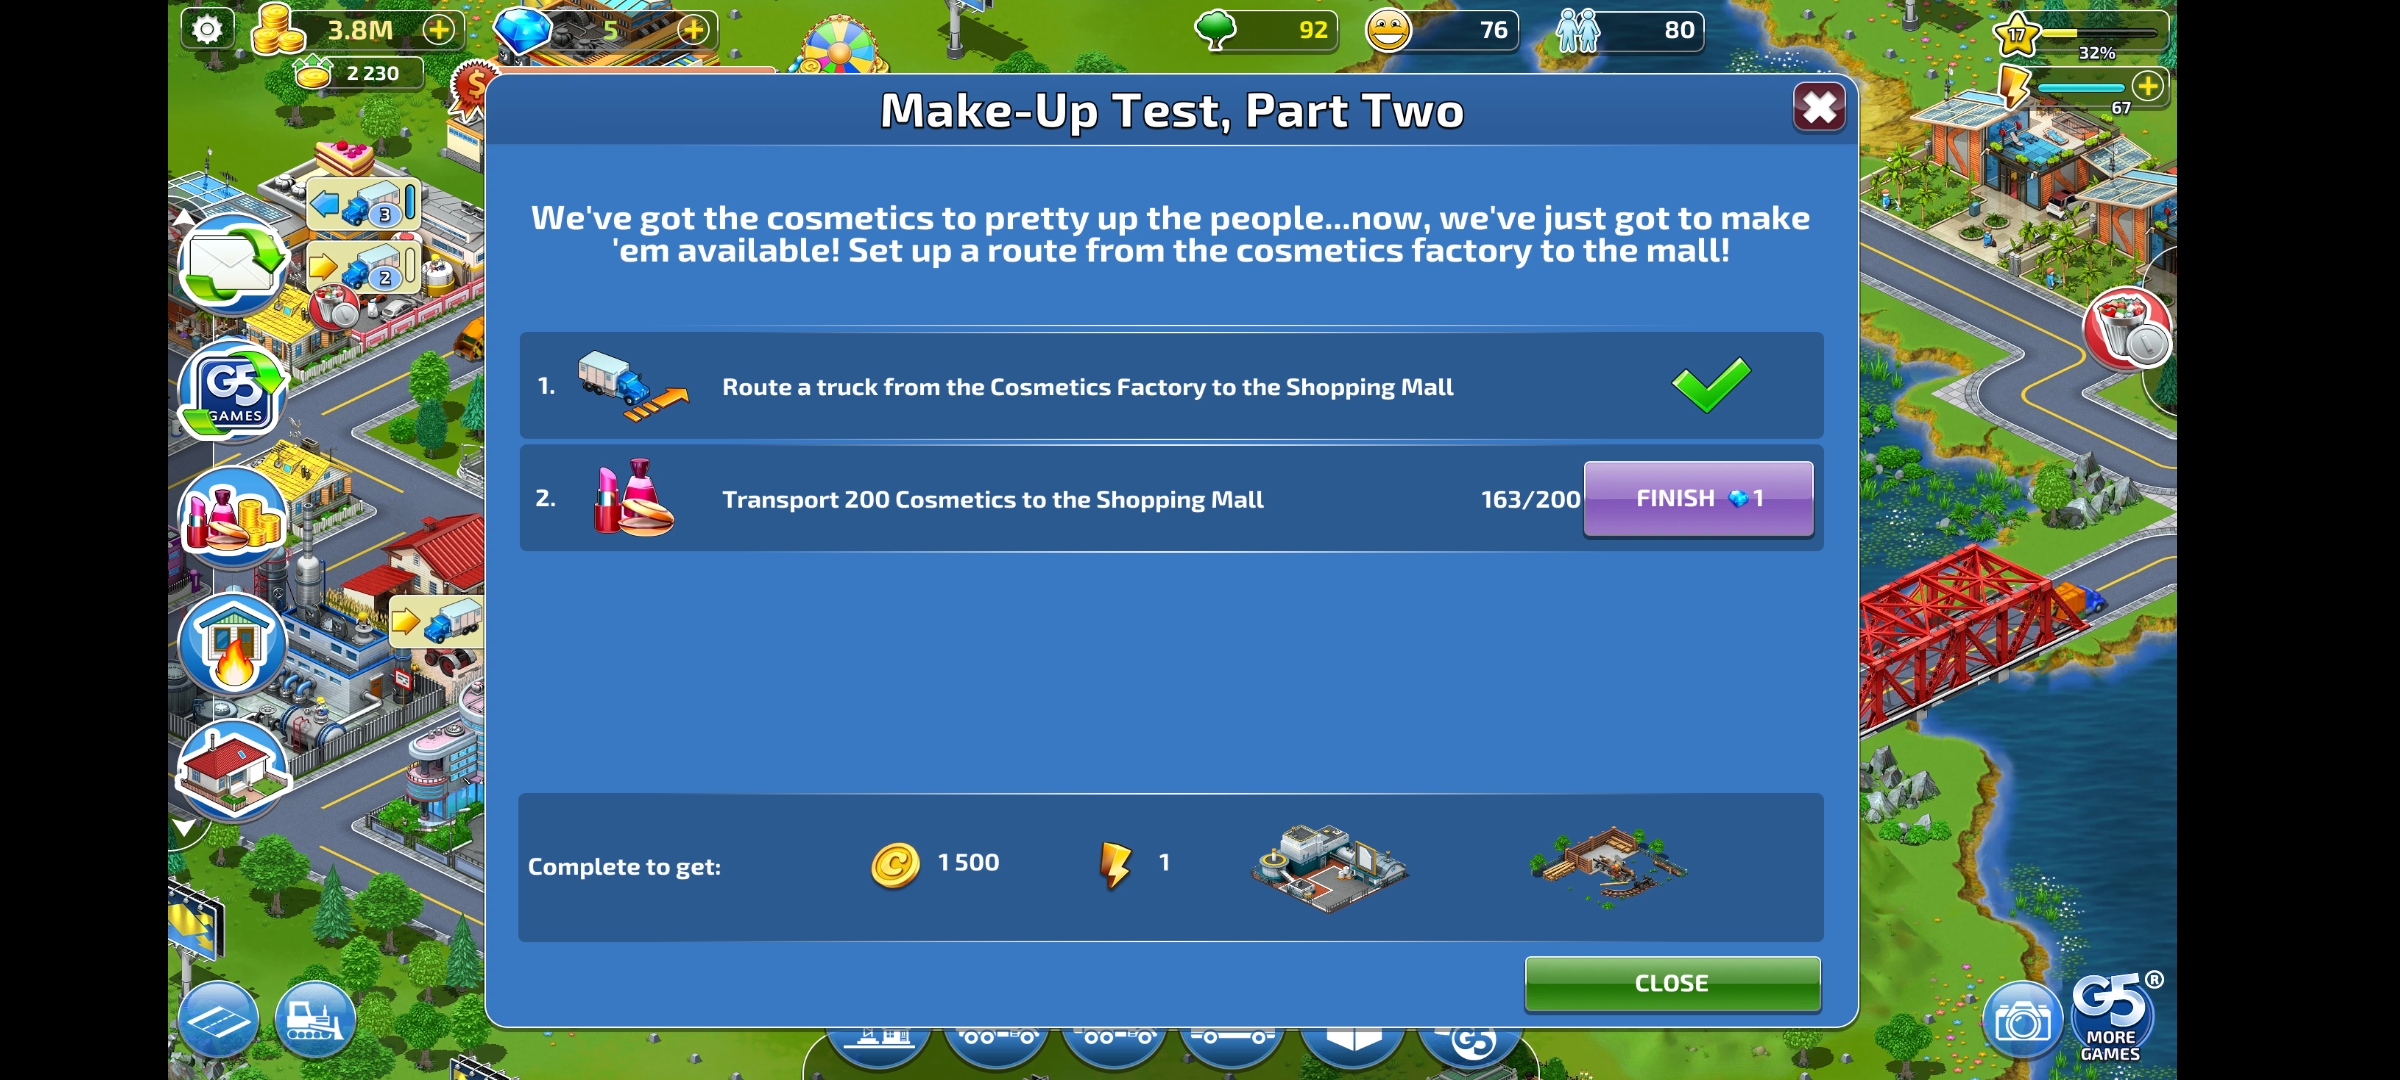 3.8M
5
92
76
80
17
32%
2 230
67
Make-Up Test, Part Two
We've got the cosmetics to pretty up the people...now, we've just got to make
'em available! Set up a route from the cosmetics factory to the mall!
3
2
G5
GAMES
1. Route a truck from the Cosmetics Factory to the Shopping Mall
2. Transport 200 Cosmetics to the Shopping Mall 163/200 FINISH 1
Complete to get: 1 500 1
CLOSE
G5
G5 ®
MORE
GAMES